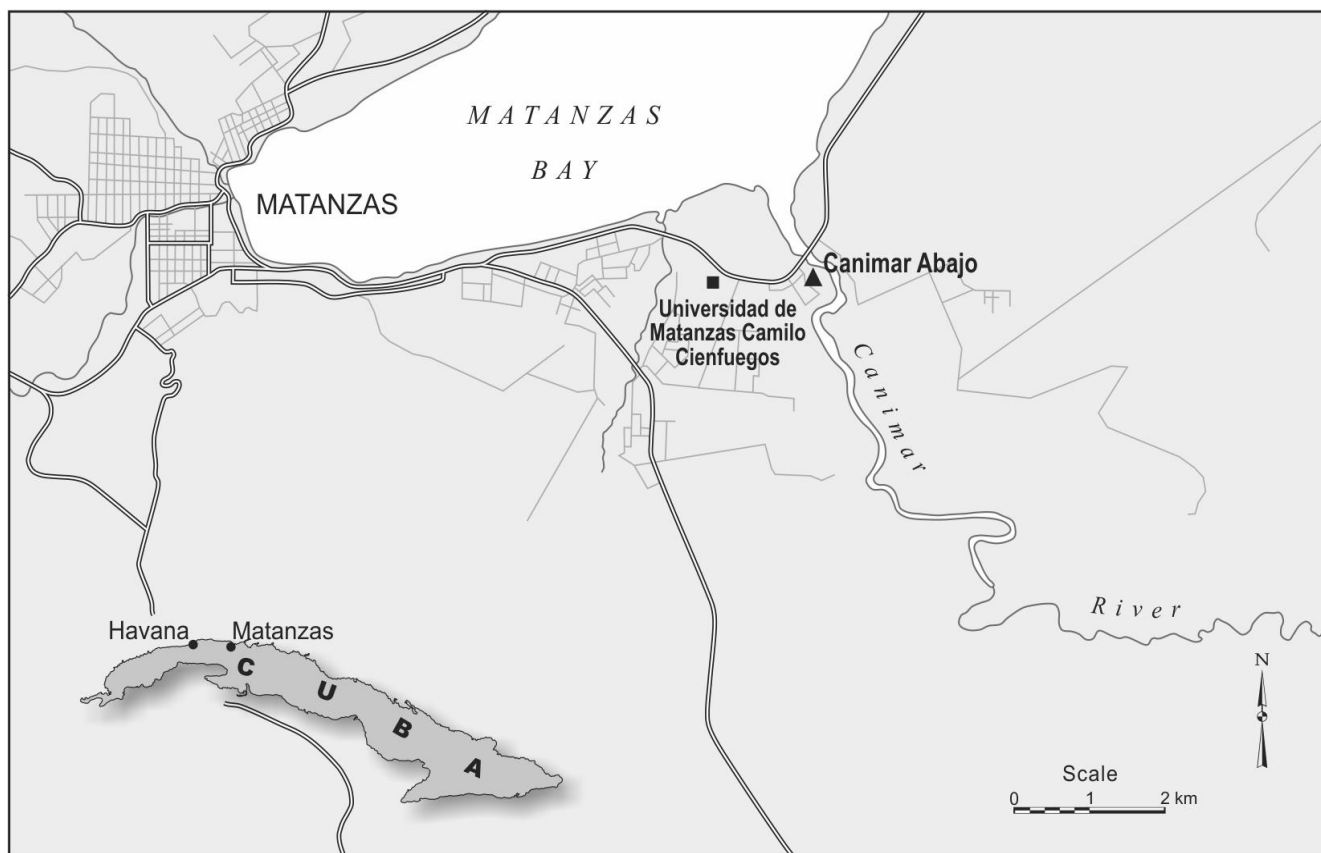 MATANZAS
BAY
MATANZAS
Canimar Abajo
Universidad de
Matanzas Camilo
Cienfuegos
Canimar
River
Havana
Matanzas
CUBA
N
Scale
0 1 2 km